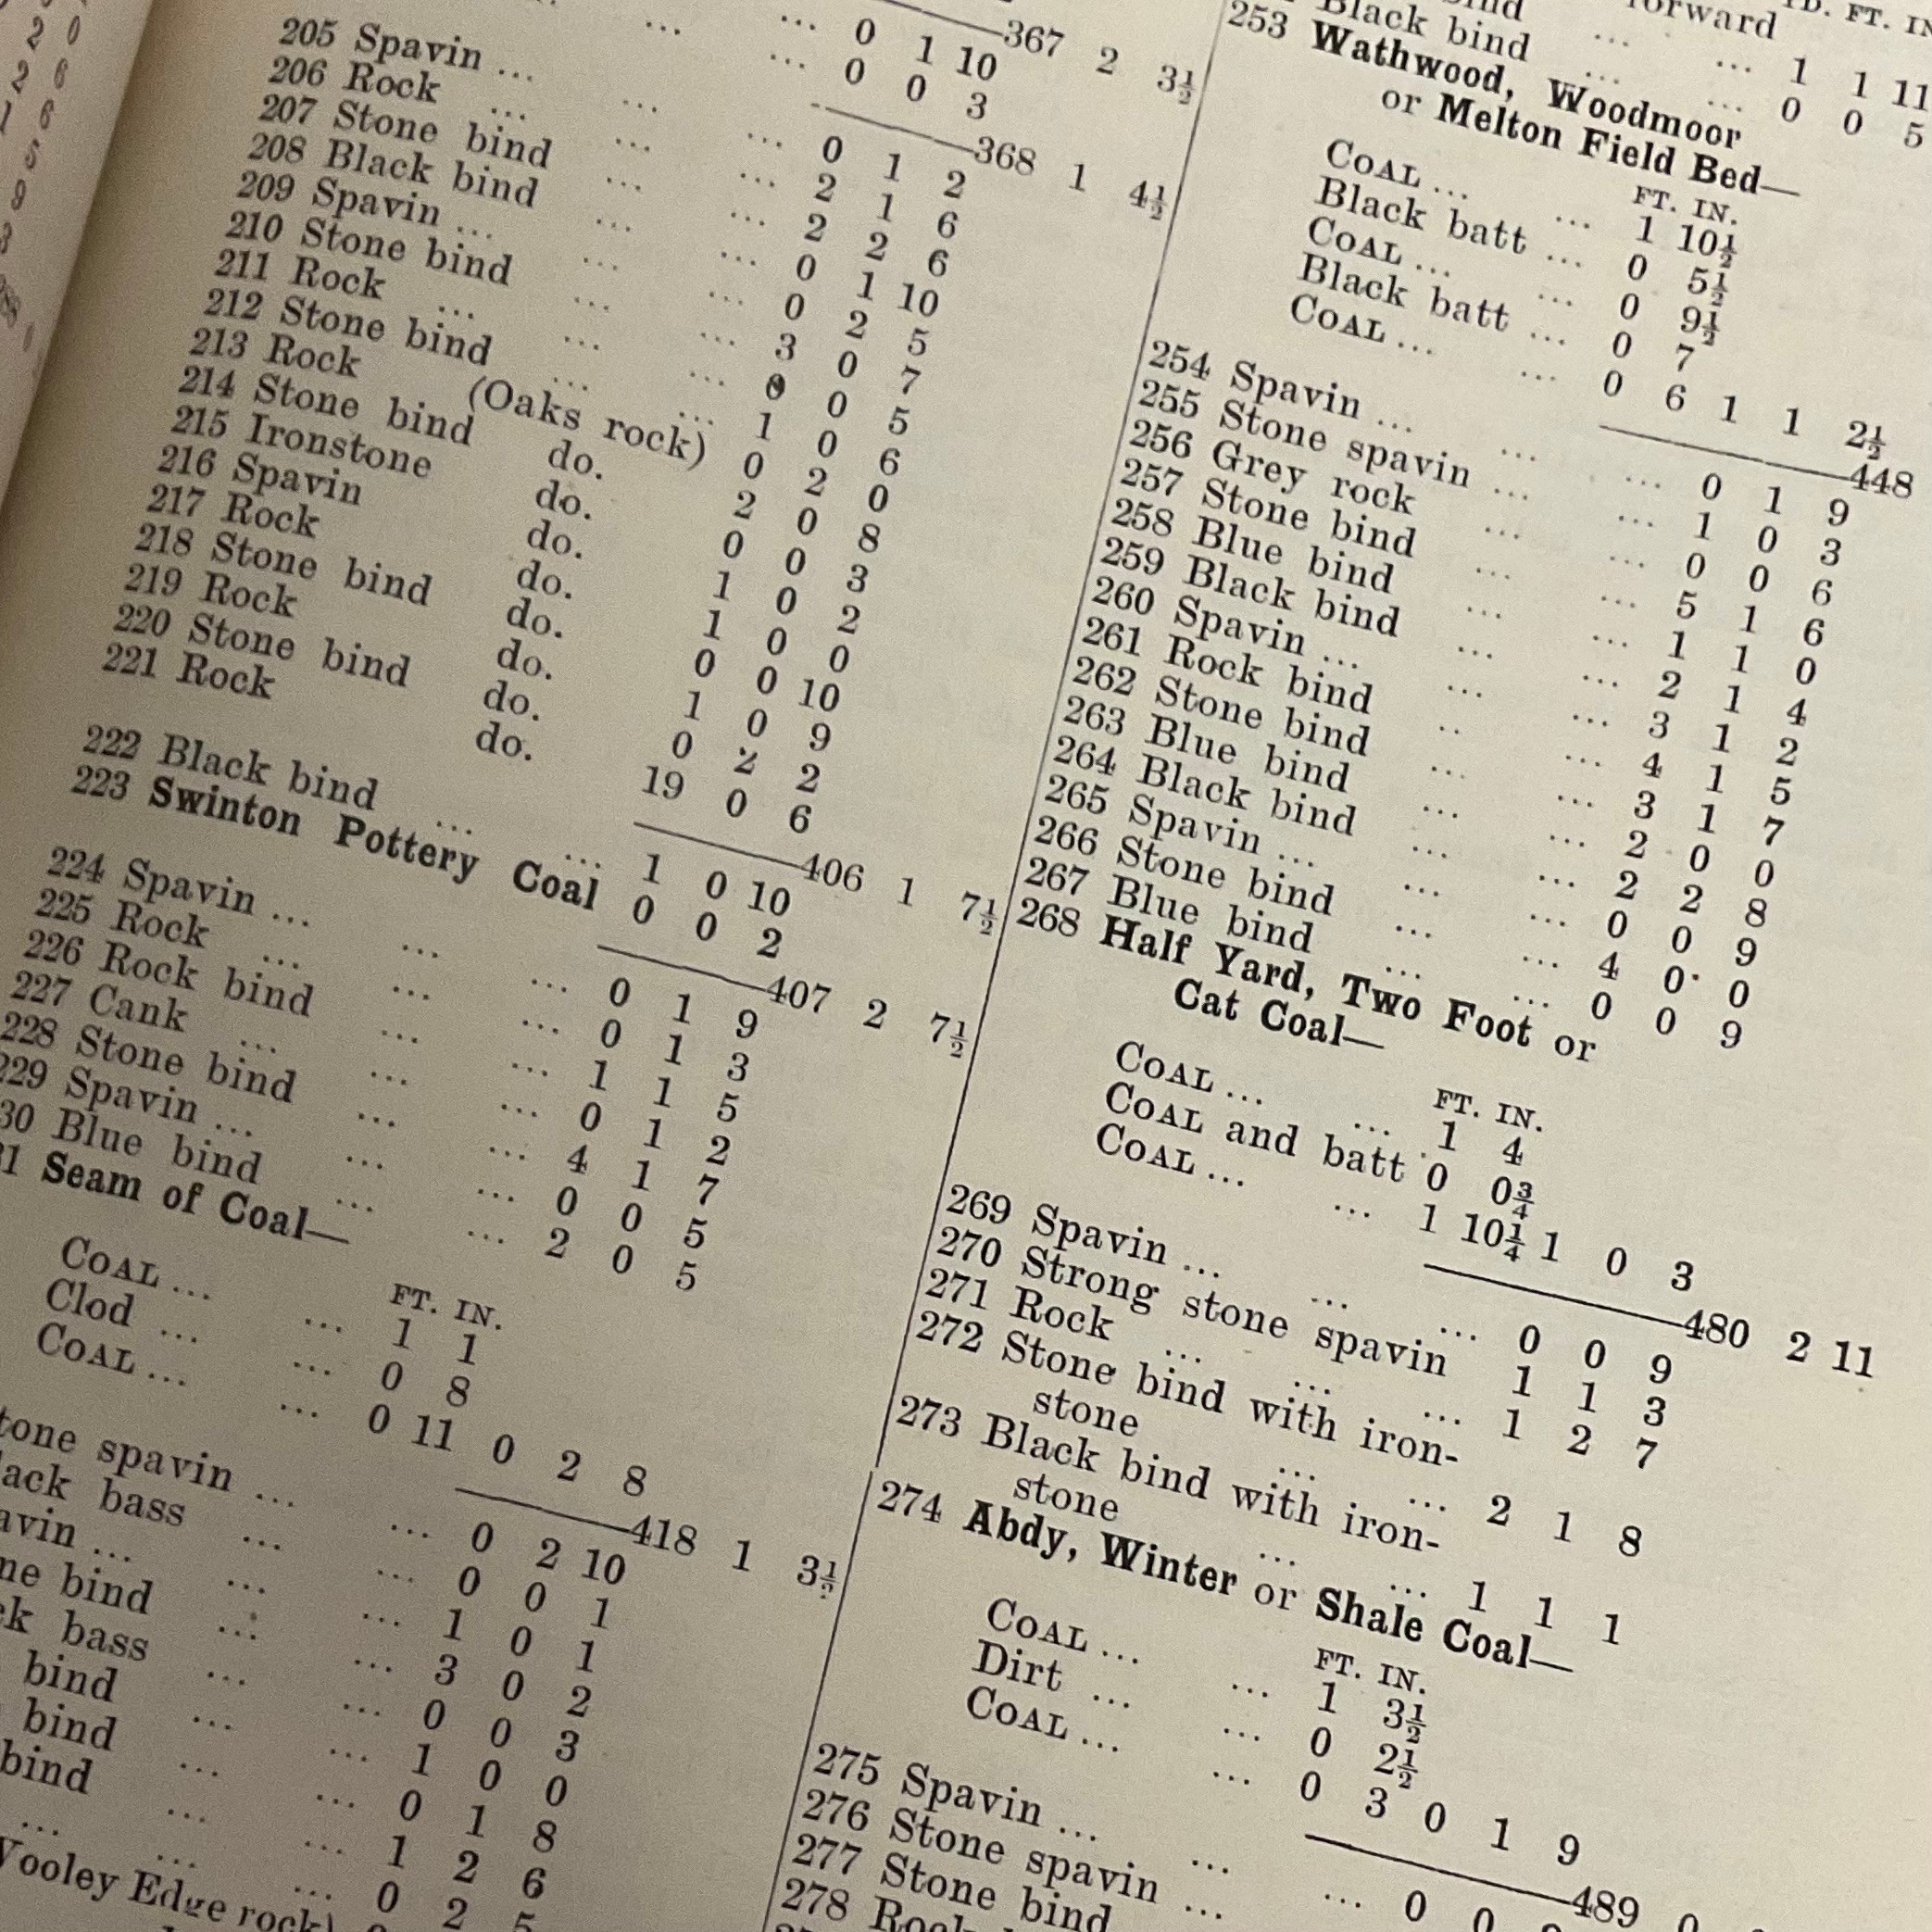 367 2 3½
... ... 0 1 10
0 0 3
368 1 4½
205 Spavin ... ... ... 0 1 2
206 Rock ... ... ... 2 1 6
207 Stone bind ... ... 2 2 6
208 Black bind ... ... 0 1 10
209 Spavin ... ... ... 0 2 5
210 Stone bind ... ... 3 0 7
211 Rock ... ... ... 0 0 5
212 Stone bind ... ... 1 0 6
213 Rock (Oaks rock) 0 2 0
214 Stone bind do. 2 0 8
215 Ironstone do. 0 0 3
216 Spavin do. 1 0 2
217 Rock do. 1 0 0
218 Stone bind do. 0 0 10
219 Rock do. 1 0 9
220 Stone bind do. 0 2 2
221 Rock do. 19 0 6
406 1 7½
222 Black bind ... ... 1 0 10
223 Swinton Pottery Coal 0 0 2
407 2 7½
224 Spavin ... ... ... 0 1 9
225 Rock ... ... ... 0 1 3
226 Rock bind ... ... 1 1 5
227 Cank ... ... ... 0 1 2
228 Stone bind ... ... 4 1 7
229 Spavin ... ... ... 0 0 5
30 Blue bind ... ... 2 0 5
1 Seam of Coal—
FT. IN.
COAL ... ... 1 1
Clod ... ... 0 8
COAL ... ... 0 11 0 2 8
418 1 3½
tone spavin ... ... 0 2 10
lack bass ... ... 0 0 1
avin ... ... ... 1 0 1
ne bind ... ... 3 0 2
ck bass ... ... 0 0 3
bind ... ... 1 0 0
bind ... ... 0 1 8
bind ... ... 1 2 6
... ... ... 0 2 5
Wooley Edge rock)
forward YD. FT. IN
bind ... ... 1 1 11
Black bind ... ... 0 0 5
253 Wathwood, Woodmoor
or Melton Field Bed—
FT. IN.
COAL ... ... 1 10½
Black batt ... 0 5½
COAL ... ... 0 9½
Black batt ... 0 7
COAL ... ... 0 6 1 1 2½
448
254 Spavin ... ... ... 0 1 9
255 Stone spavin ... ... 1 0 3
256 Grey rock ... ... 0 0 6
257 Stone bind ... ... 5 1 6
258 Blue bind ... ... 1 1 0
259 Black bind ... ... 2 1 4
260 Spavin ... ... ... 3 1 2
261 Rock bind .. ... 4 1 5
262 Stone bind ... ... 3 1 7
263 Blue bind ... ... 2 0 0
264 Black bind ... ... 2 2 8
265 Spavin ... ... ... 0 0 9
266 Stone bind ... ... 4 0 0
267 Blue bind ... ... 0 0 9
268 Half Yard, Two Foot or
Cat Coal—
FT. IN.
COAL ... ... 1 4
COAL and batt 0 0¾
COAL ... ... 1 10¼ 1 0 3
480 2 11
269 Spavin ... ... ... 0 0 9
270 Strong stone spavin 1 1 3
271 Rock ... ... ... 1 2 7
272 Stone bind with iron-
stone ... ... 2 1 8
273 Black bind with iron-
stone ... ... 1 1 1
274 Abdy, Winter or Shale Coal—
FT. IN.
COAL ... ... 1 3½
Dirt ... ... 0 2½
COAL ... ... 0 3 0 1 9
489 0
275 Spavin ... ... ... 0 0
276 Stone spavin ...
277 Stone bind
278 Rock